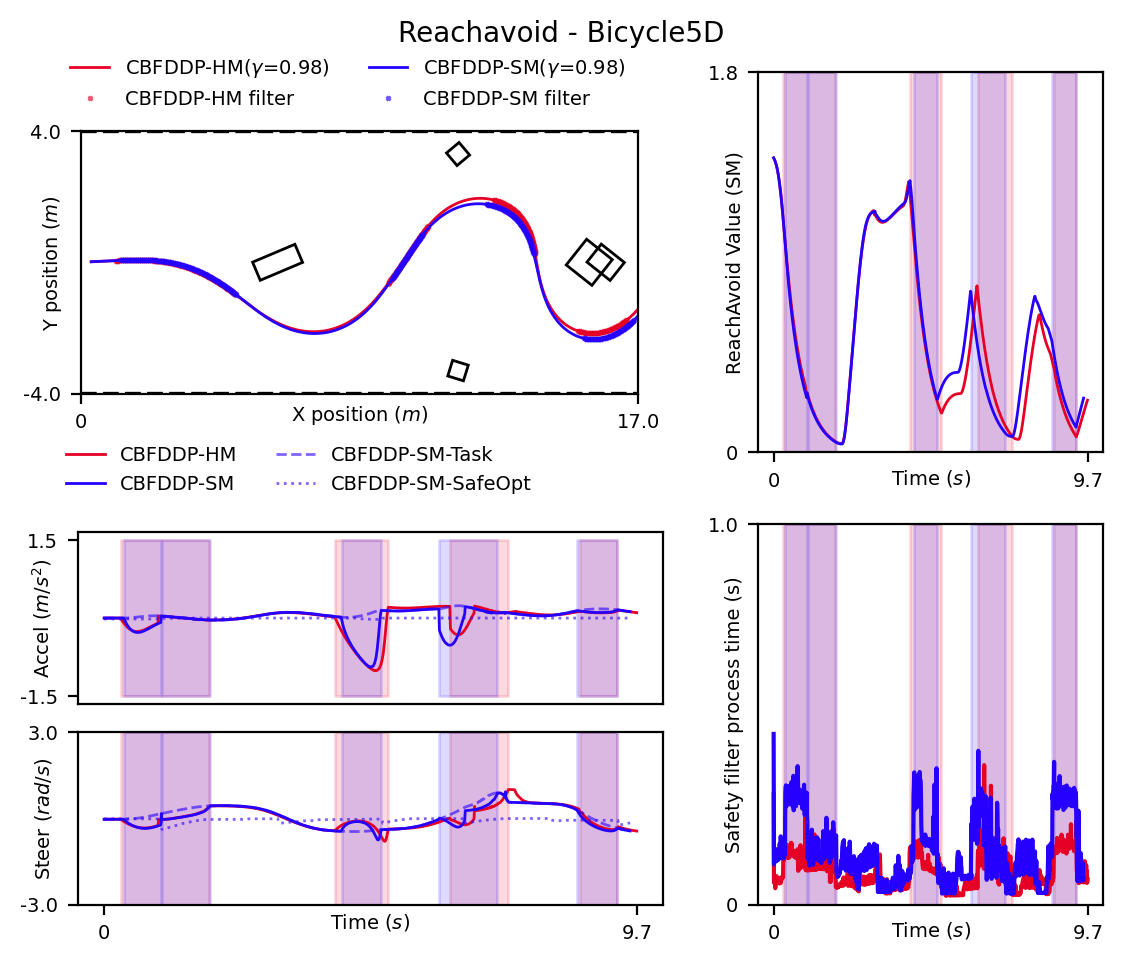 Reachavoid - Bicycle5D
CBFDDP-HM(γ=0.98)
CBFDDP-SM(γ=0.98)
CBFDDP-HM filter
CBFDDP-SM filter
4.0
Y position (m)
-4.0
0
X position (m)
17.0
1.8
ReachAvoid Value (SM)
0
0
Time (s)
9.7
CBFDDP-HM
CBFDDP-SM-Task
CBFDDP-SM
CBFDDP-SM-SafeOpt
1.5
Accel (m/s²)
-1.5
3.0
Steer (rad/s)
-3.0
0
Time (s)
9.7
1.0
Safety filter process time (s)
0
0
Time (s)
9.7